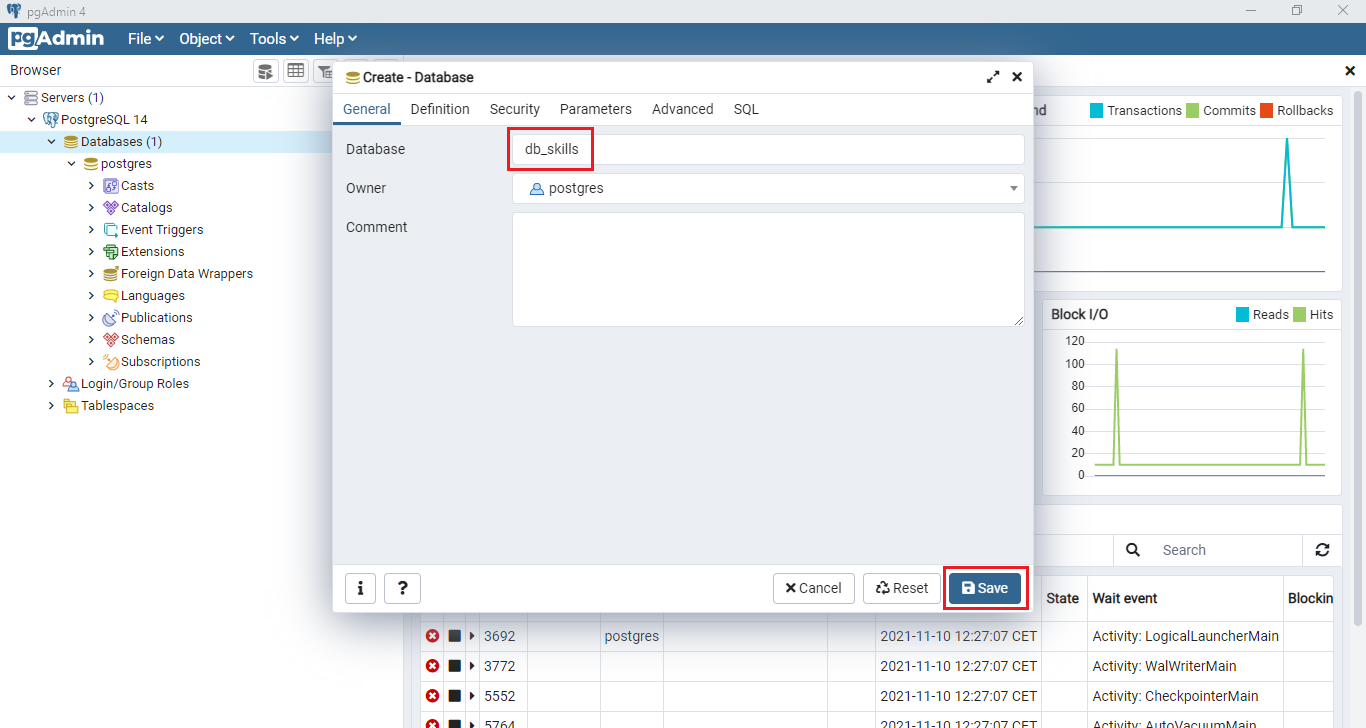 pgAdmin 4
pgAdmin File Object Tools Help
Browser
Servers (1)
PostgreSQL 14
Databases (1)
postgres
Casts
Catalogs
Event Triggers
Extensions
Foreign Data Wrappers
Languages
Publications
Schemas
Subscriptions
Login/Group Roles
Tablespaces
Create - Database
General Definition Security Parameters Advanced SQL
Database db_skills
Owner postgres
Comment
i ? Cancel Reset Save
Transactions Commits Rollbacks
Block I/O Reads Hits
120
100
80
60
40
20
0
Search
State Wait event Blockin
3692 postgres 2021-11-10 12:27:07 CET Activity: LogicalLauncherMain
3772 2021-11-10 12:27:07 CET Activity: WalWriterMain
5552 2021-11-10 12:27:07 CET Activity: CheckpointerMain
5764 2021-11-10 12:27:07 CET Activity: AutoVacuumMain